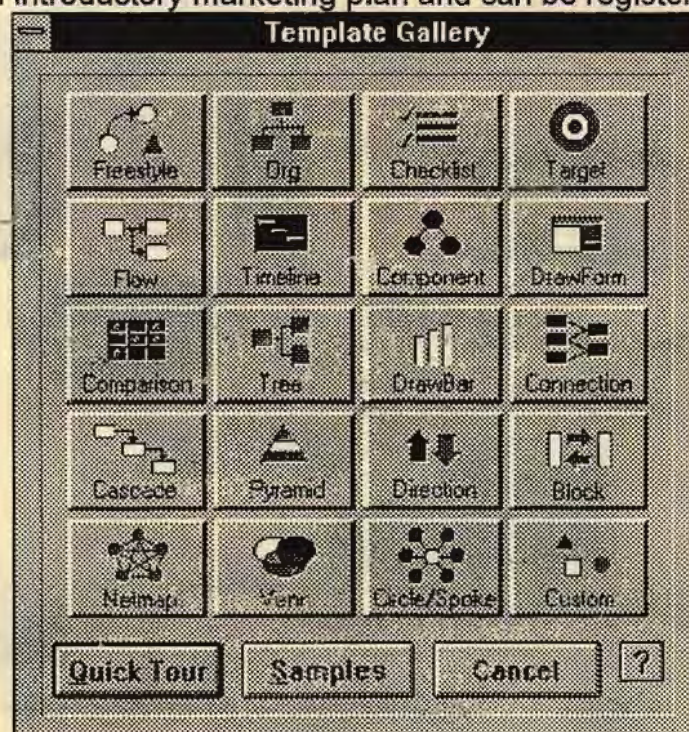 introductory marketing plan and can be register
Template Gallery
Freestyle Org Checklist Target
Flow Timeline Component DrawForm
Comparison Tree DrawBar Connection
Cascade Pyramid Direction Block
Netmap Venn Circle/Spoke Custom
Quick Tour Samples Cancel ?